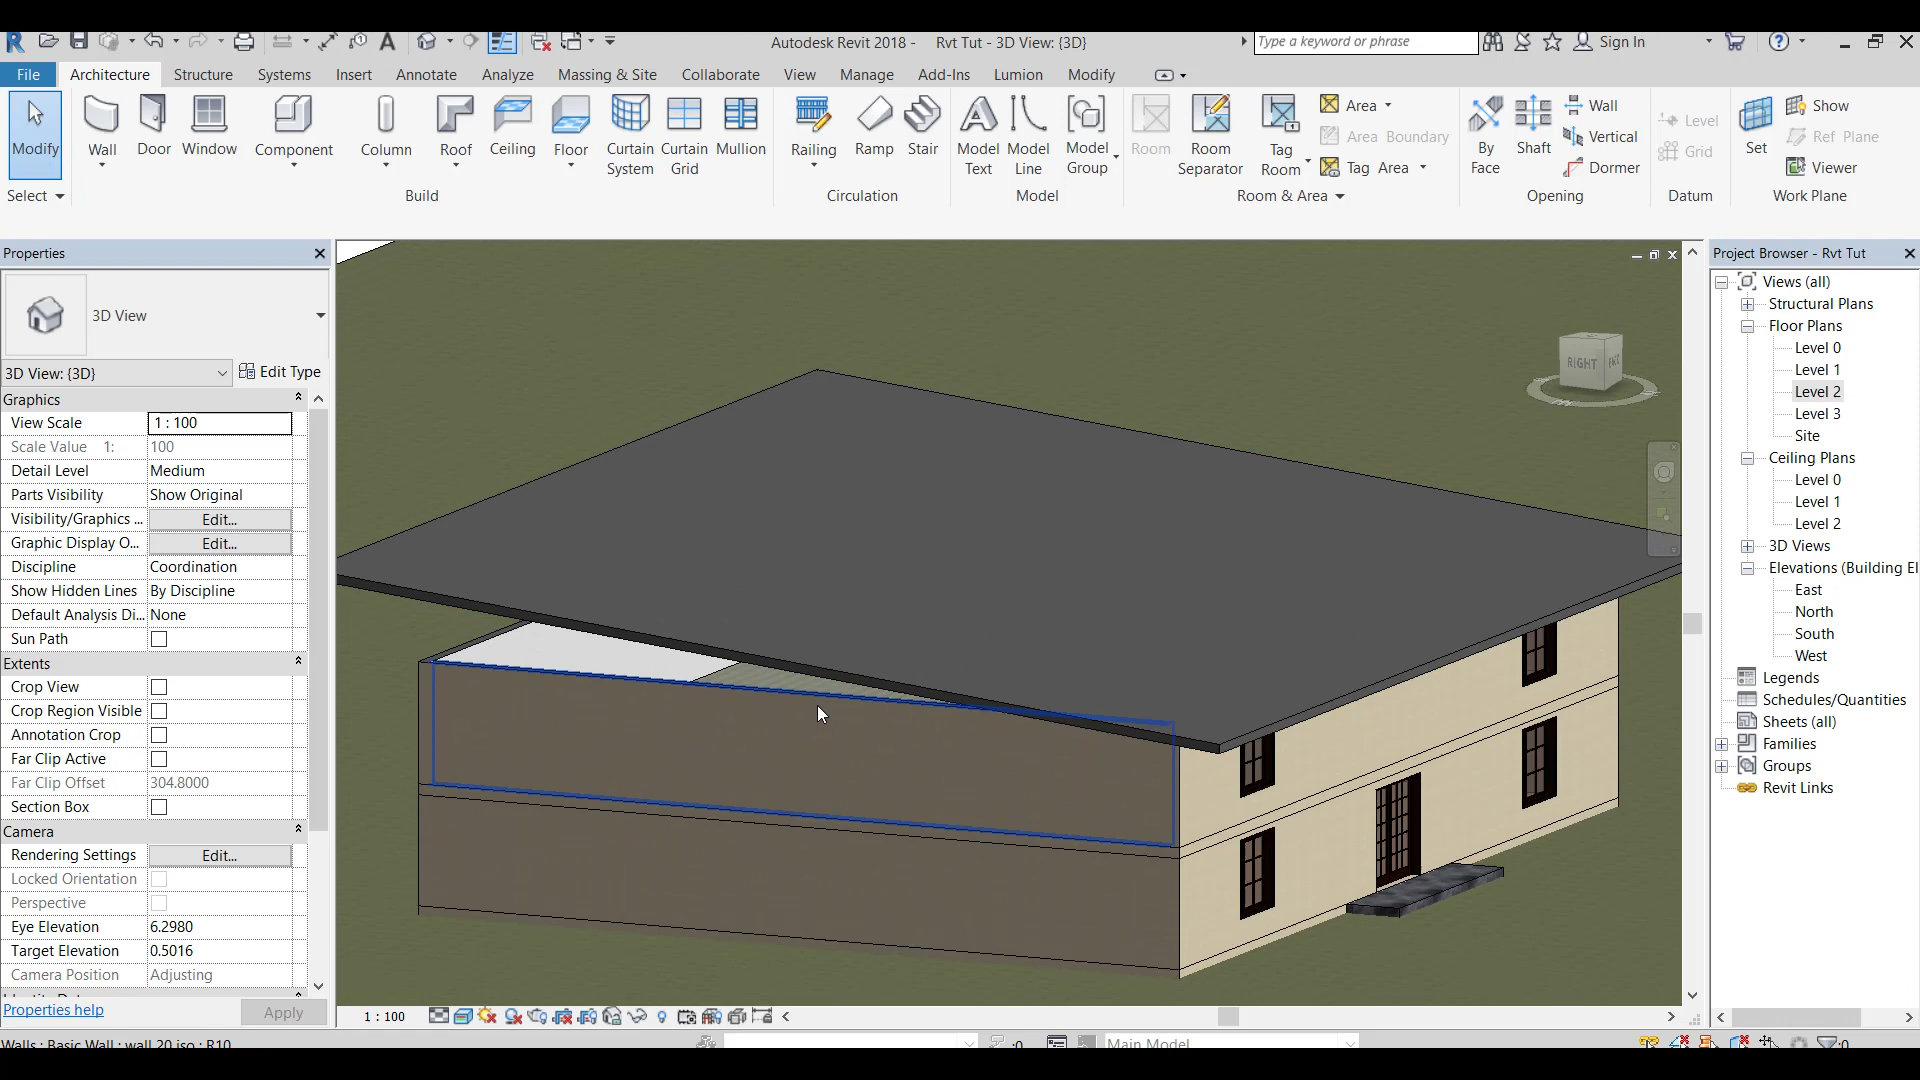 Autodesk Revit 2018 - Rvt Tut - 3D View: {3D}
Type a keyword or phrase
Sign In
File Architecture Structure Systems Insert Annotate Analyze Massing & Site Collaborate View Manage Add-Ins Lumion Modify
Modify
Wall
Door
Window
Component
Column
Roof
Ceiling
Floor
Curtain System
Curtain Grid
Mullion
Railing
Ramp
Stair
Model Text
Model Line
Model Group
Room
Room Separator
Tag Room
Area
Area Boundary
Tag Area
By Face
Shaft
Wall
Vertical
Dormer
Level
Grid
Set
Show
Ref Plane
Viewer
Select
Build
Circulation
Model
Room & Area
Opening
Datum
Work Plane
Properties
3D View
3D View: {3D}
Edit Type
Graphics
View Scale 1 : 100
Scale Value 1: 100
Detail Level Medium
Parts Visibility Show Original
Visibility/Graphics ... Edit...
Graphic Display O... Edit...
Discipline Coordination
Show Hidden Lines By Discipline
Default Analysis Di... None
Sun Path
Extents
Crop View
Crop Region Visible
Annotation Crop
Far Clip Active
Far Clip Offset 304.8000
Section Box
Camera
Rendering Settings Edit...
Locked Orientation
Perspective
Eye Elevation 6.2980
Target Elevation 0.5016
Camera Position Adjusting
Properties help
Apply
RIGHT
1 : 100
Walls : Basic Wall : wall 20 iso : R10
:0
Main Model
:0
Project Browser - Rvt Tut
Views (all)
Structural Plans
Floor Plans
Level 0
Level 1
Level 2
Level 3
Site
Ceiling Plans
Level 0
Level 1
Level 2
3D Views
Elevations (Building El
East
North
South
West
Legends
Schedules/Quantities
Sheets (all)
Families
Groups
Revit Links